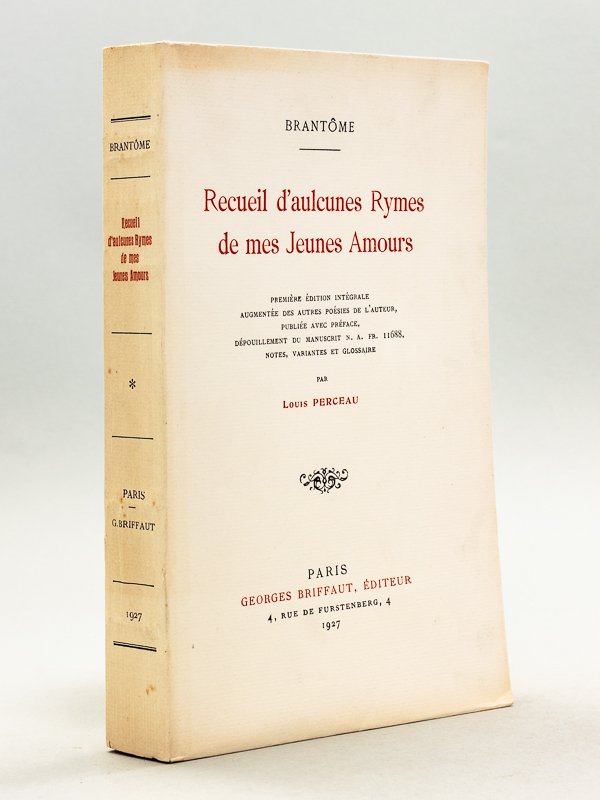 BRANTÔME
Recueil
d'aulcunes Rymes
de mes
Jeunes Amours
*
PARIS
G. BRIFFAUT
1927
BRANTÔME
Recueil d'aulcunes Rymes
de mes Jeunes Amours
PREMIÈRE ÉDITION INTÉGRALE
AUGMENTÉE DES AUTRES POÉSIES DE L'AUTEUR,
PUBLIÉE AVEC PRÉFACE,
DÉPOUILLEMENT DU MANUSCRIT N. A. FR. 11688,
NOTES, VARIANTES ET GLOSSAIRE
PAR
LOUIS PERCEAU
PARIS
GEORGES BRIFFAUT, ÉDITEUR
4, RUE DE FURSTENBERG, 4
1927